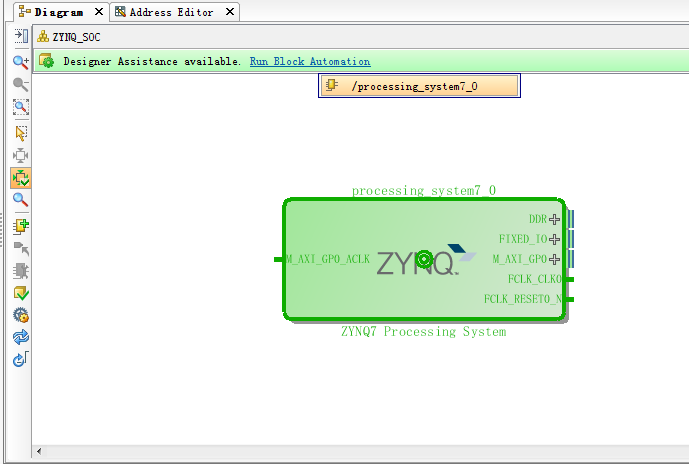 Diagram
Address Editor
ZYNQ_SOC
Designer Assistance available. Run Block Automation
/processing_system7_0
processing_system7_0
DDR
FIXED_IO
M_AXI_GP0_ACLK
ZYNQ
M_AXI_GP0
FCLK_CLK0
FCLK_RESET0_N
ZYNQ7 Processing System